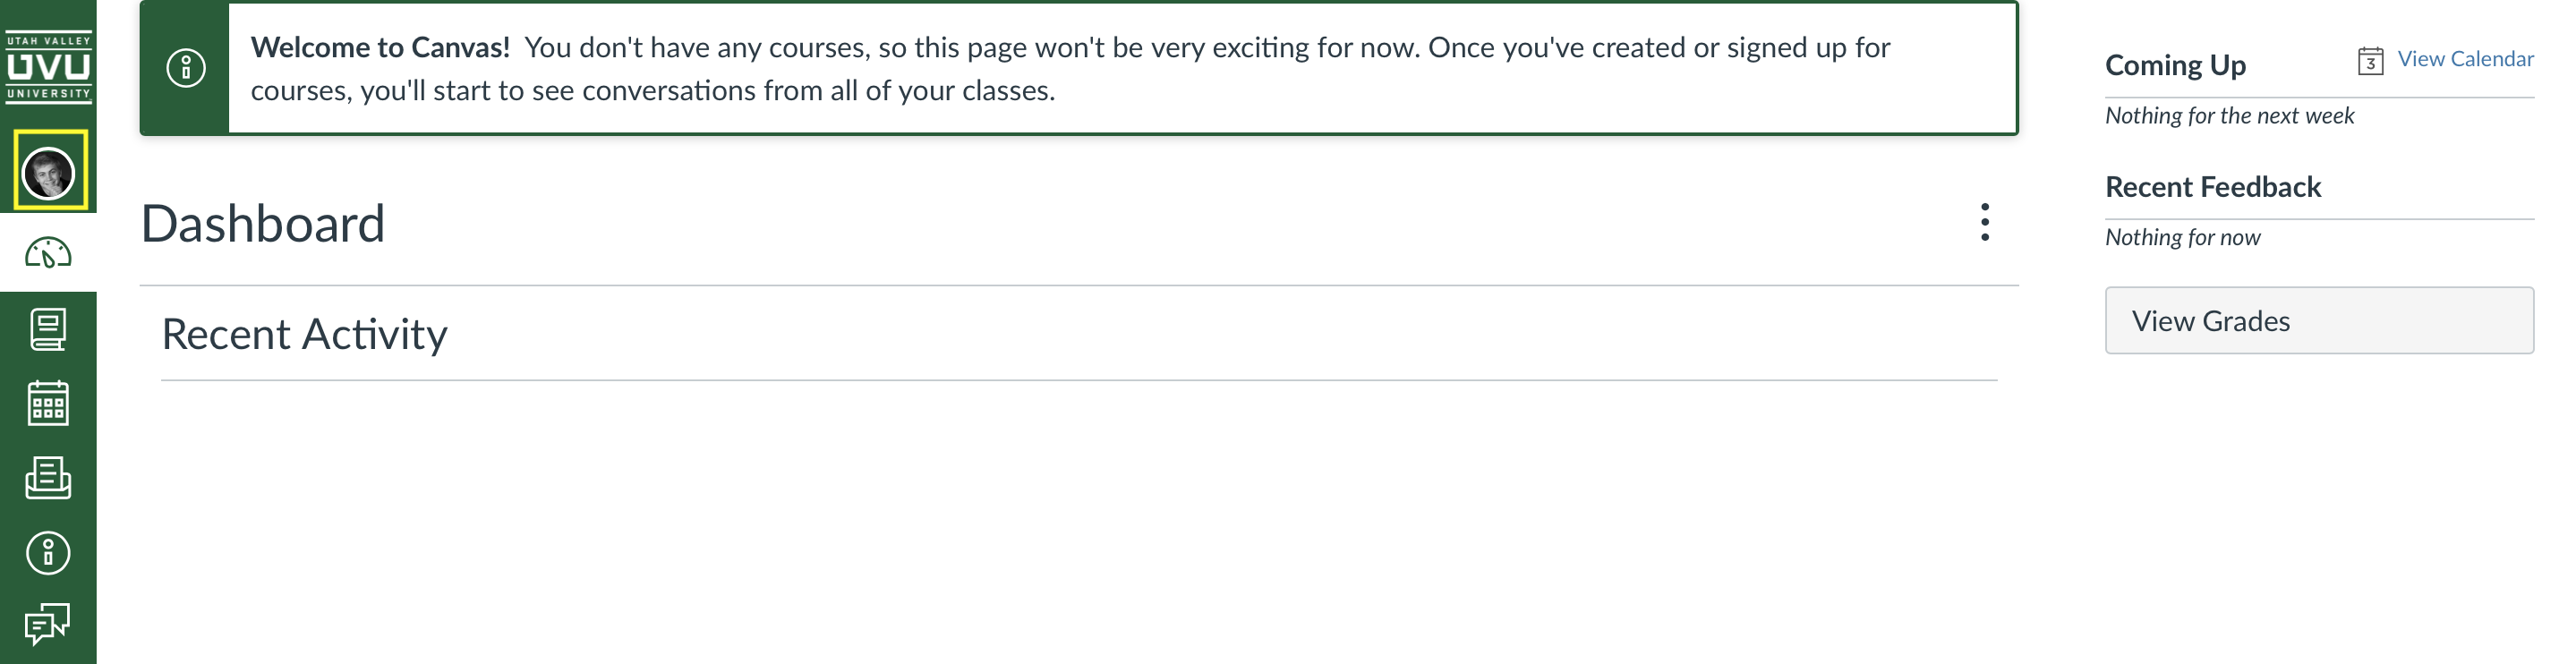 UTAH VALLEY
UVU
UNIVERSITY
Welcome to Canvas! You don't have any courses, so this page won't be very exciting for now. Once you've created or signed up for
courses, you'll start to see conversations from all of your classes.
Dashboard
Recent Activity
Coming Up
3
View Calendar
Nothing for the next week
Recent Feedback
Nothing for now
View Grades